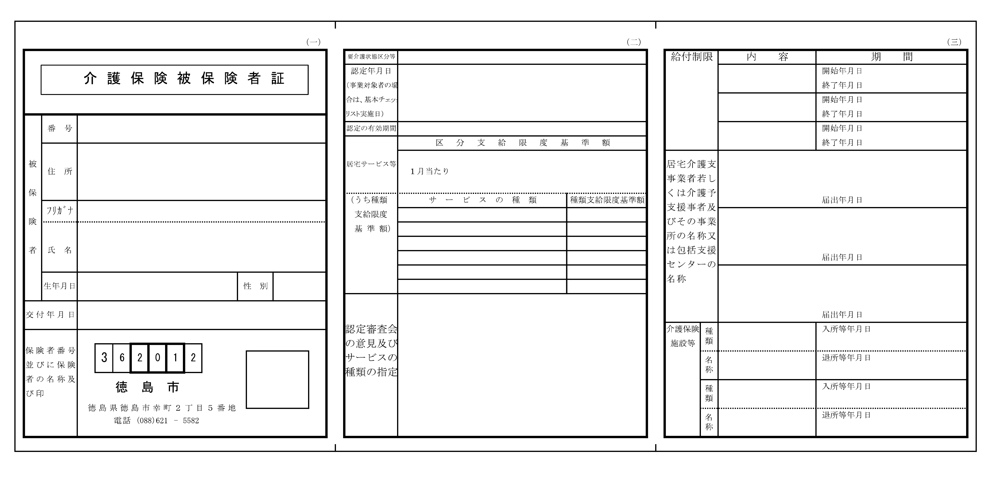 （一）
介護保険被保険者証
被保険者
番　号
住　所
フリガナ
氏　名
生年月日
性　別
交付年月日
保険者番号
並びに保険
者の名称及
び印
3 6 2 0 1 2
徳　島　市
徳島県徳島市幸町２丁目５番地
電話 (088)621 － 5582
（二）
要介護状態区分等
認定年月日
（事業対象者の場
合は、基本チェッ
リスト実施日）
認定の有効期間
居宅サービス等
区分支給限度基準額
１月当たり
（うち種類
支給限度
基準額）
サービスの種類
種類支給限度基準額
認定審査会
の意見及び
サービスの
種類の指定
（三）
給付制限
内　容
期　間
開始年月日
終了年月日
開始年月日
終了年月日
開始年月日
終了年月日
居宅介護支
事業者若し
くは介護予
支援事者及
びその事業
所の名称又
は包括支援
センターの
名称
届出年月日
届出年月日
届出年月日
介護保険
施設等
種類
入所等年月日
名称
退所等年月日
種類
入所等年月日
名称
退所等年月日